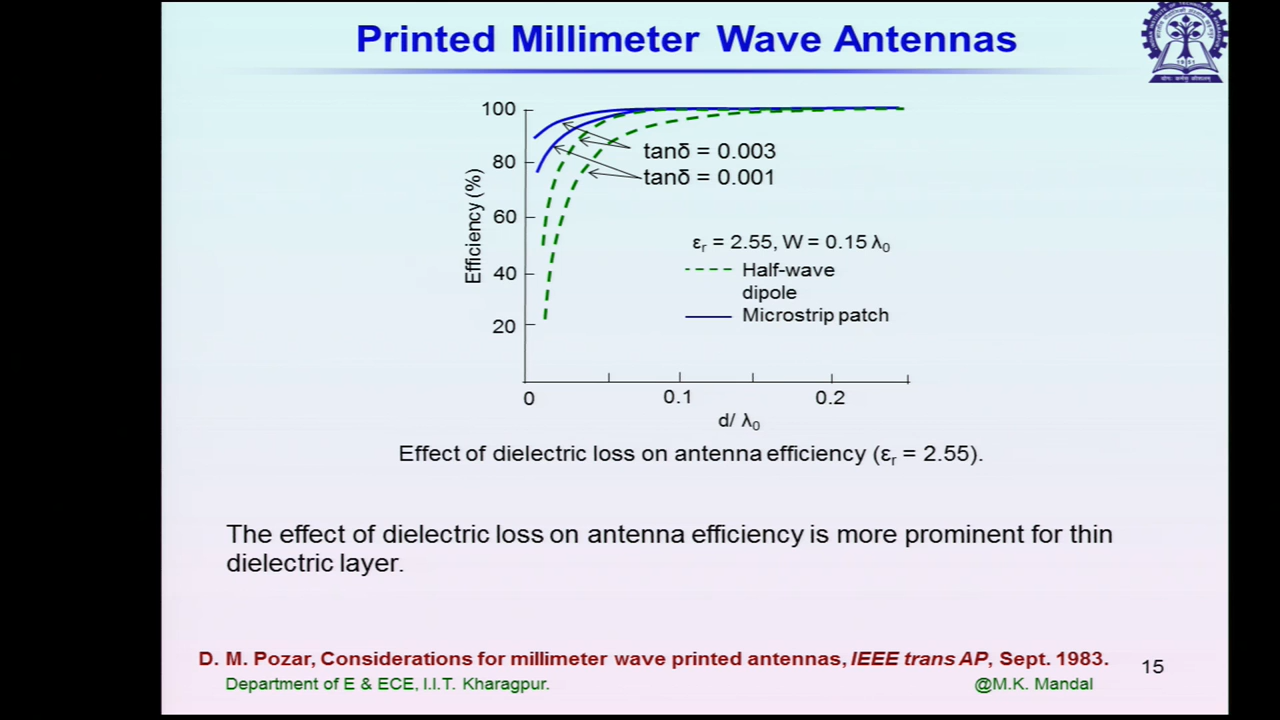 Printed Millimeter Wave Antennas
100
80
60
40
20
Efficiency (%)
tanδ = 0.003
tanδ = 0.001
εr = 2.55, W = 0.15 λ0
Half-wave
dipole
Microstrip patch
0
0.1
0.2
d/ λ0
Effect of dielectric loss on antenna efficiency (εr = 2.55).
The effect of dielectric loss on antenna efficiency is more prominent for thin
dielectric layer.
D. M. Pozar, Considerations for millimeter wave printed antennas, IEEE trans AP, Sept. 1983.
15
Department of E & ECE, I.I.T. Kharagpur.
@M.K. Mandal